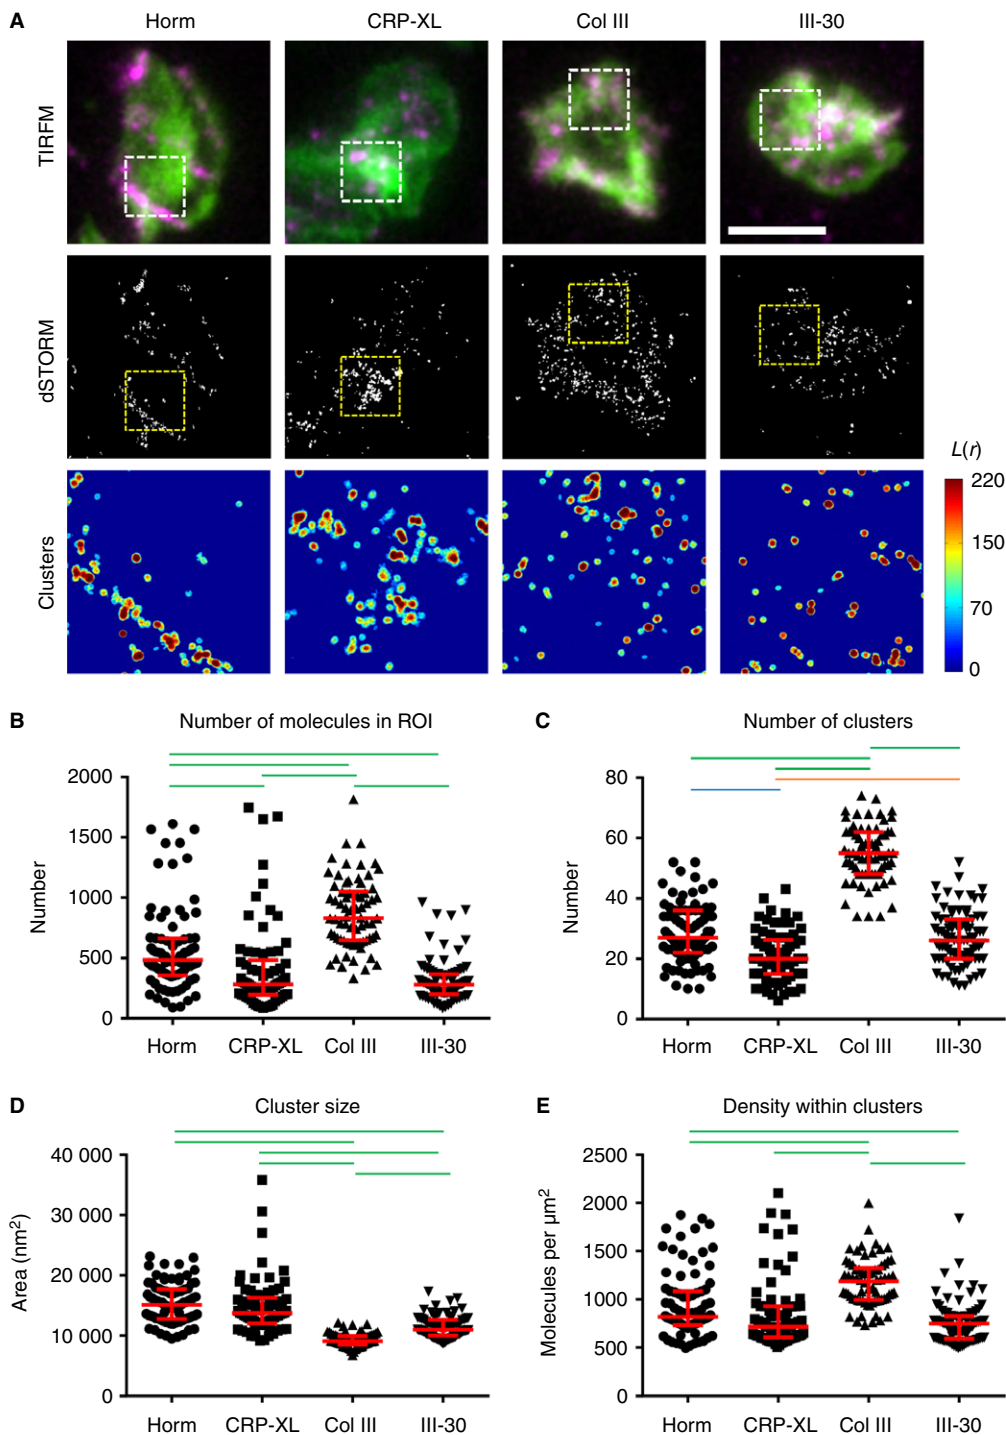 A
Horm CRP-XL Col III III-30
TIRFM
dSTORM
Clusters
L(r)
220
150
70
0
B Number of molecules in ROI
Number
2000
1500
1000
500
0
Horm CRP-XL Col III III-30
C Number of clusters
Number
80
60
40
20
0
Horm CRP-XL Col III III-30
D Cluster size
Area (nm²)
40 000
30 000
20 000
10 000
0
Horm CRP-XL Col III III-30
E Density within clusters
Molecules per µm²
2500
2000
1500
1000
500
0
Horm CRP-XL Col III III-30